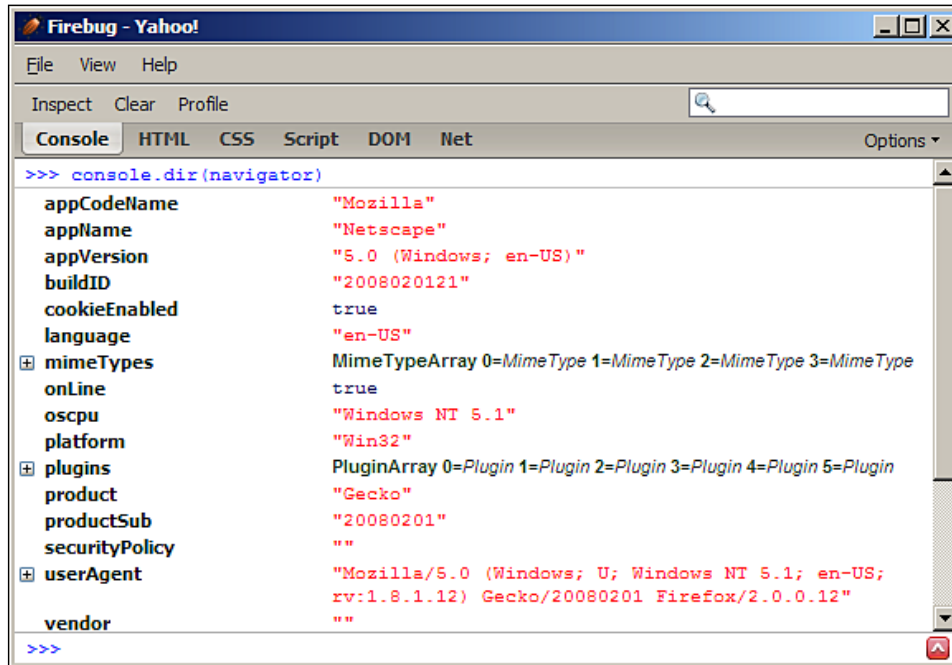 Firebug - Yahoo!
File View Help
Inspect Clear Profile
Console HTML CSS Script DOM Net Options
>>> console.dir(navigator)
appCodeName "Mozilla"
appName "Netscape"
appVersion "5.0 (Windows; en-US)"
buildID "2008020121"
cookieEnabled true
language "en-US"
mimeTypes MimeTypeArray 0=MimeType 1=MimeType 2=MimeType 3=MimeType
onLine true
oscpu "Windows NT 5.1"
platform "Win32"
plugins PluginArray 0=Plugin 1=Plugin 2=Plugin 3=Plugin 4=Plugin 5=Plugin
product "Gecko"
productSub "20080201"
securityPolicy ""
userAgent "Mozilla/5.0 (Windows; U; Windows NT 5.1; en-US;
rv:1.8.1.12) Gecko/20080201 Firefox/2.0.0.12"
vendor ""
>>>